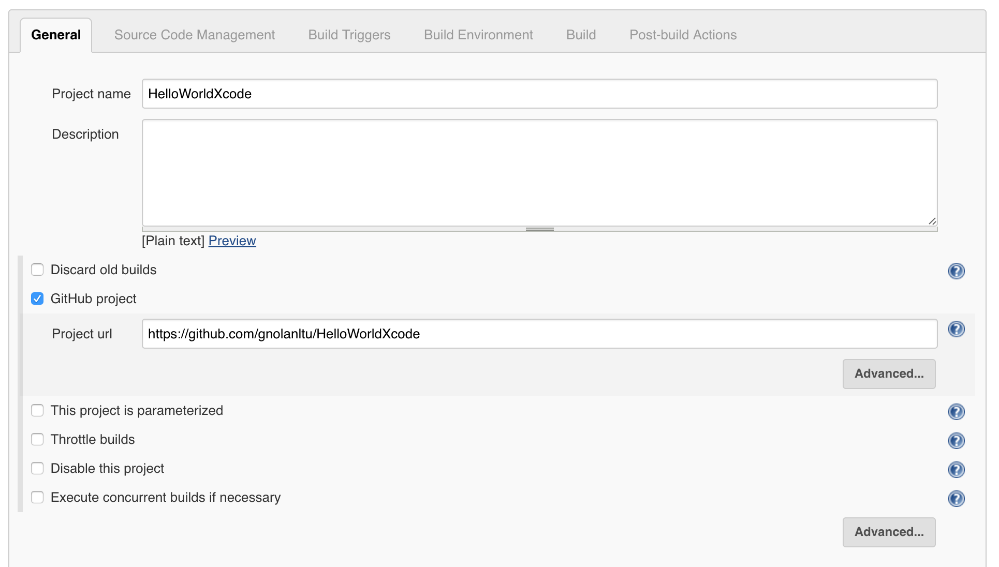 General Source Code Management Build Triggers Build Environment Build Post-build Actions
Project name HelloWorldXcode
Description
[Plain text] Preview
Discard old builds
GitHub project
Project url https://github.com/gnolanltu/HelloWorldXcode
Advanced...
This project is parameterized
Throttle builds
Disable this project
Execute concurrent builds if necessary
Advanced...